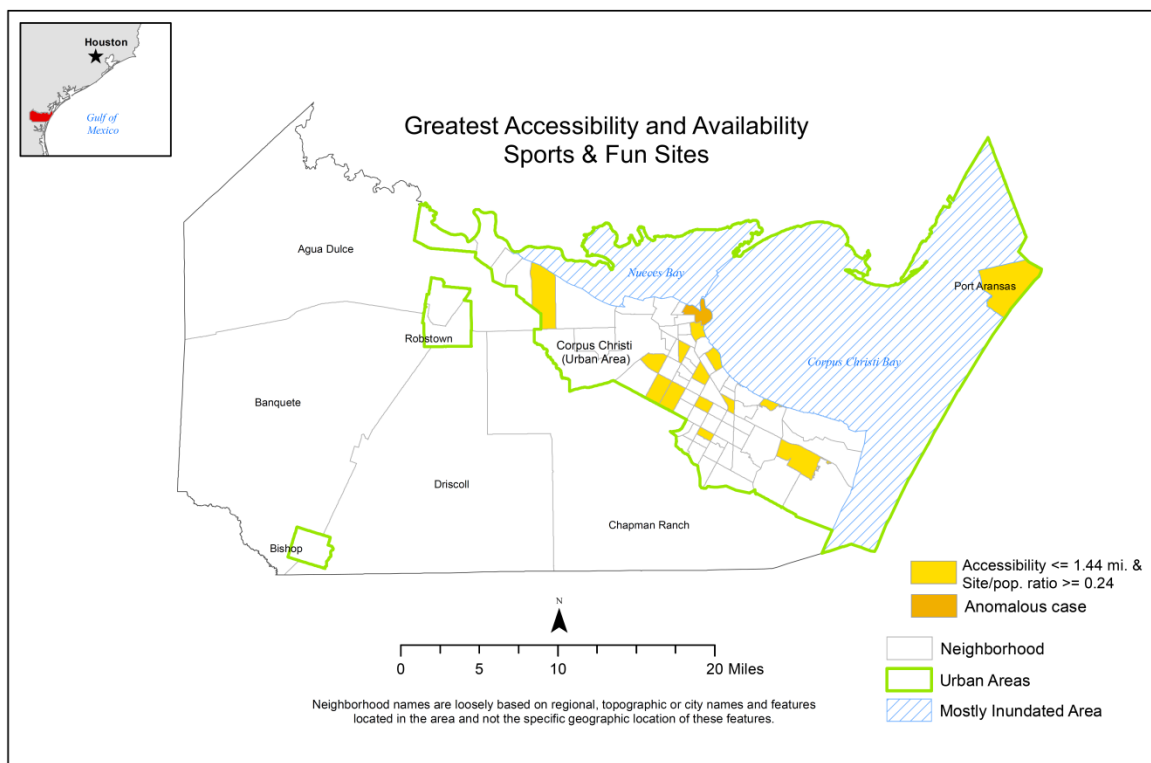 Houston
Gulf of
Mexico
Greatest Accessibility and Availability
Sports & Fun Sites
Agua Dulce
Nueces Bay
Port Aransas
Robstown
Corpus Christi
(Urban Area)
Corpus Christi Bay
Banquete
Driscoll
Chapman Ranch
Bishop
Accessibility <= 1.44 mi. &
Site/pop. ratio >= 0.24
Anomalous case
Neighborhood
Urban Areas
Mostly Inundated Area
N
0 5 10 20 Miles
Neighborhood names are loosely based on regional, topographic or city names and features
located in the area and not the specific geographic location of these features.